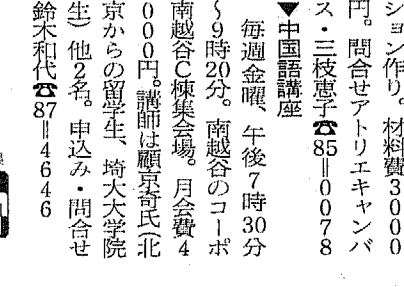 ション作り。材料費3000
円。問合せアトリエキャンバ
ス・三枝恵子☎85＝0078
▼中国語講座
毎週金曜、午後7時30分
〜9時20分。南越谷のコーポ
南越谷C棟集会場。月会費4
000円。講師は顧京奇氏(北
京からの留学生、埼大大学院
生)他2名。申込み・問合せ
鈴木和代☎87＝4646